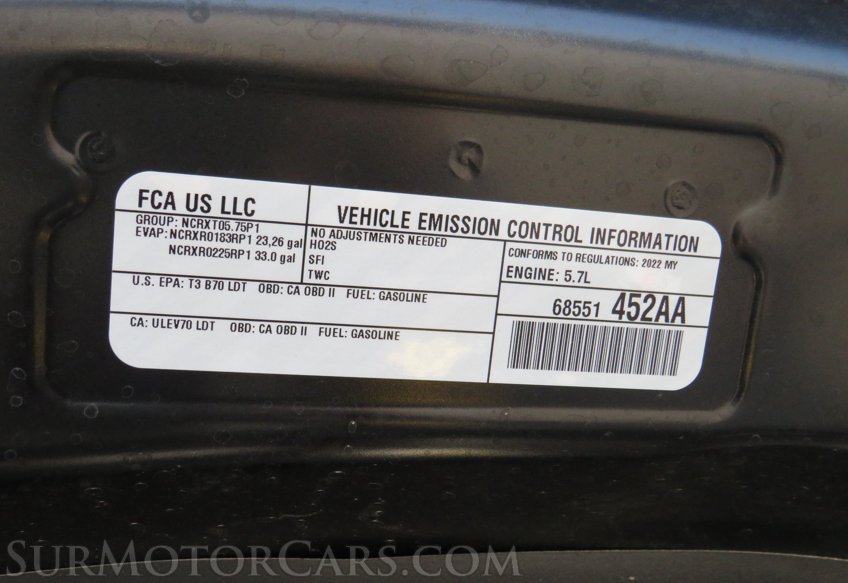 FCA US LLC
GROUP: NCRXT05.75P1
EVAP: NCRXR0183RP1 23,26 gal
NCRXR0225RP1 33.0 gal
VEHICLE EMISSION CONTROL INFORMATION
NO ADJUSTMENTS NEEDED
HO2S
SFI
TWC
CONFORMS TO REGULATIONS: 2022 MY
ENGINE: 5.7L
U.S. EPA: T3 B70 LDT OBD: CA OBD II FUEL: GASOLINE
CA: ULEV70 LDT OBD: CA OBD II FUEL: GASOLINE
68551 452AA
SURMOTORCARS.COM